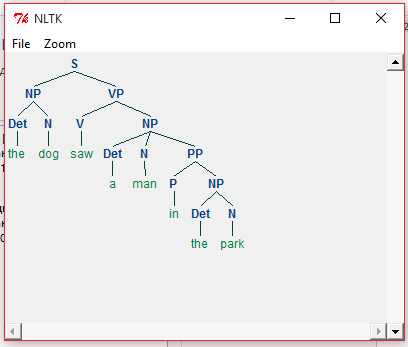 NLTK
File Zoom
S
NP VP
Det N V NP
the dog saw Det N PP
a man P NP
in Det N
the park